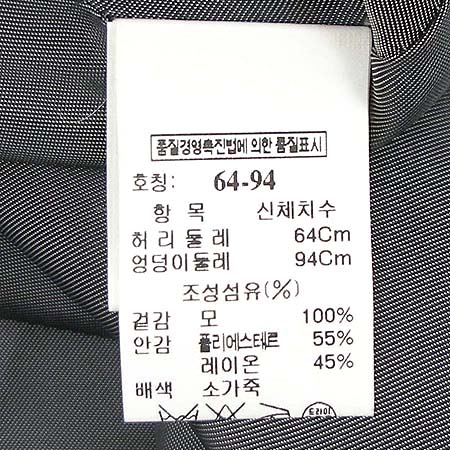 품질경영촉진법에 의한 품질표시
호칭: 64-94
항 목 신체치수
허리둘레 64Cm
엉덩이둘레 94Cm
조성섬유(%)
겉감 모 100%
안감 폴리에스테르 55%
레이온 45%
배색 소가죽
드라이